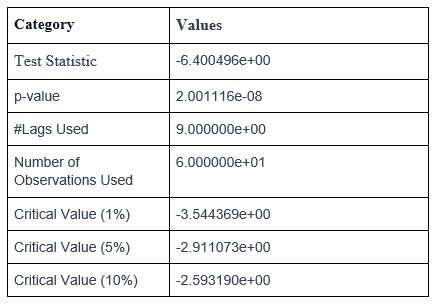 Category Values
Test Statistic -6.400496e+00
p-value 2.001116e-08
#Lags Used 9.000000e+00
Number of 6.000000e+01
Observations Used
Critical Value (1%) -3.544369e+00
Critical Value (5%) -2.911073e+00
Critical Value (10%) -2.593190e+00